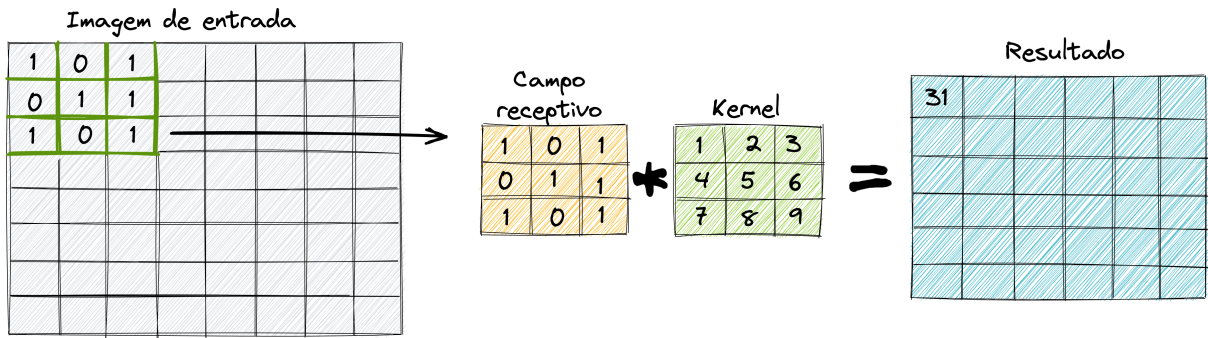 Imagem de entrada
1 0 1
0 1 1
1 0 1
Campo
receptivo
1 0 1
0 1 1
1 0 1
*
Kernel
1 2 3
4 5 6
7 8 9
=
Resultado
31